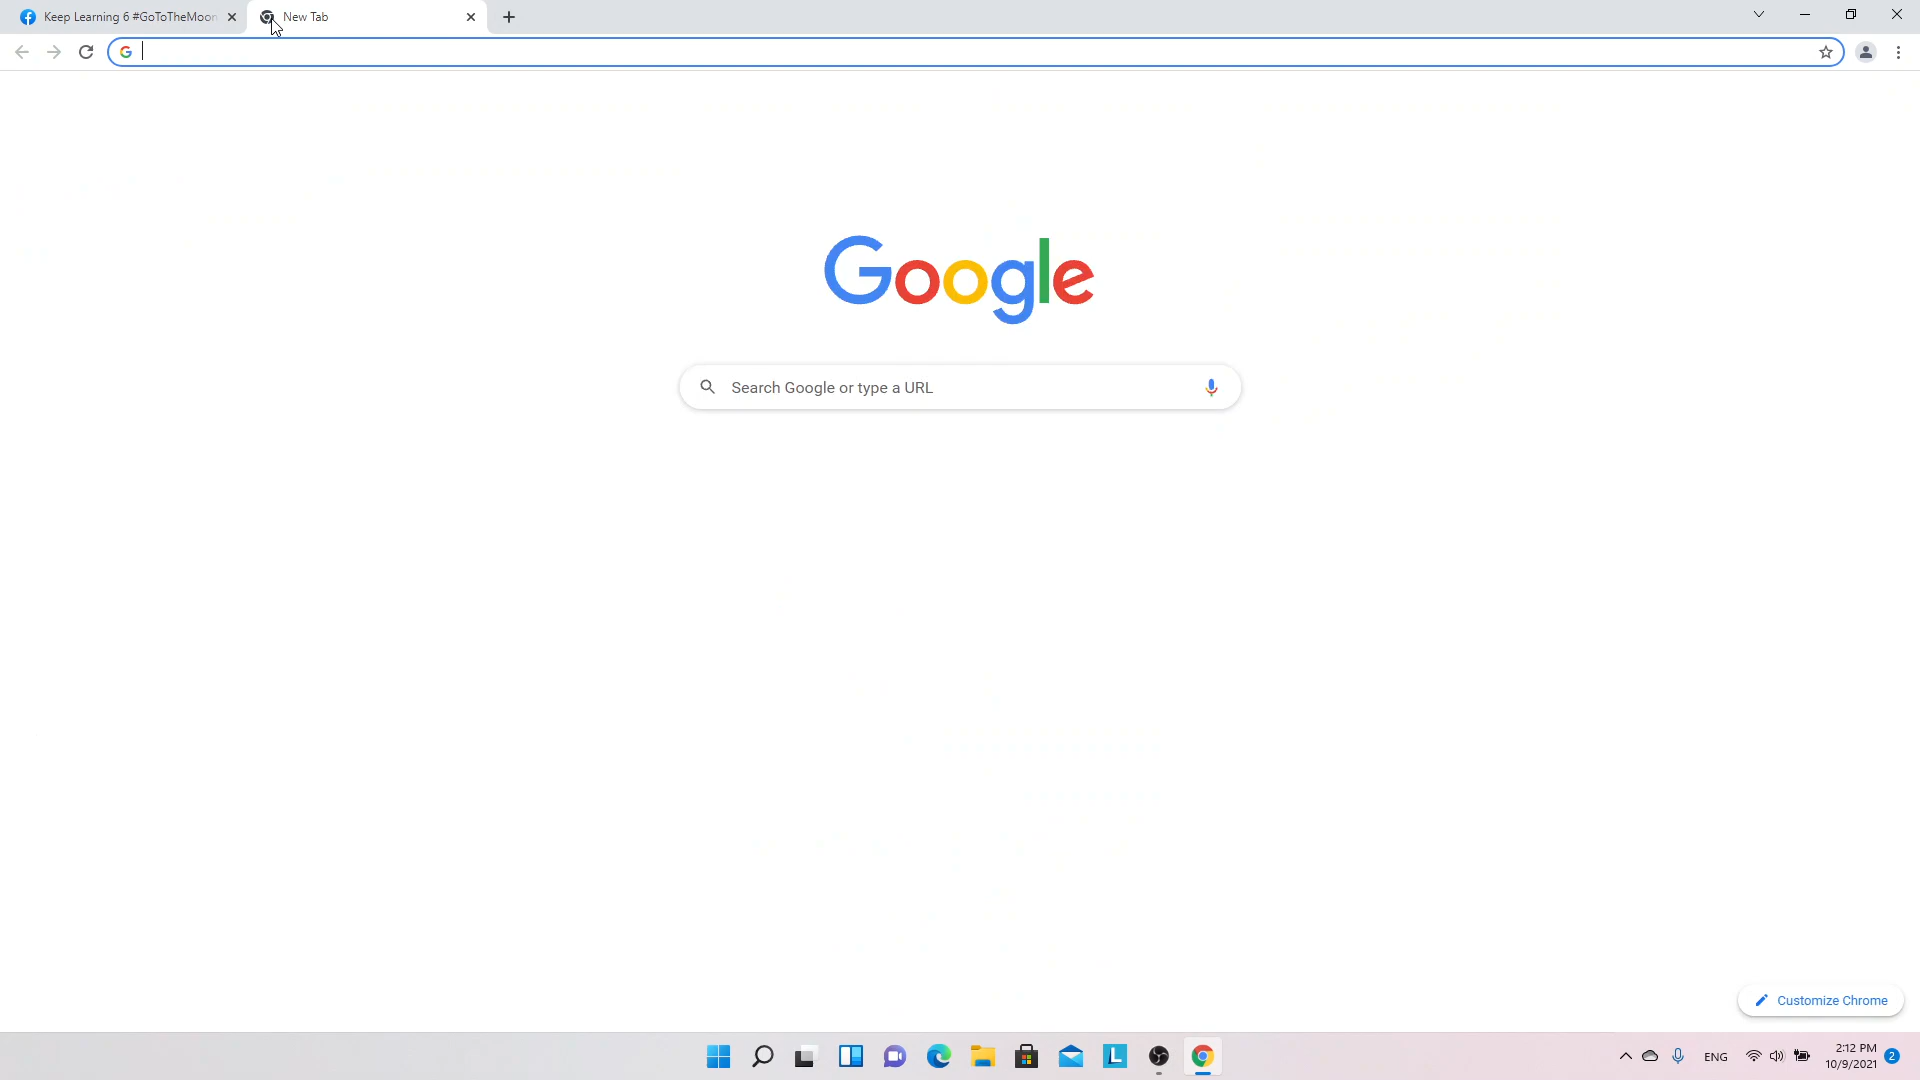 Keep Learning 6 #GoToTheMoon
New Tab
Google
Search Google or type a URL
Customize Chrome
L
ENG
2:12 PM
10/9/2021
2